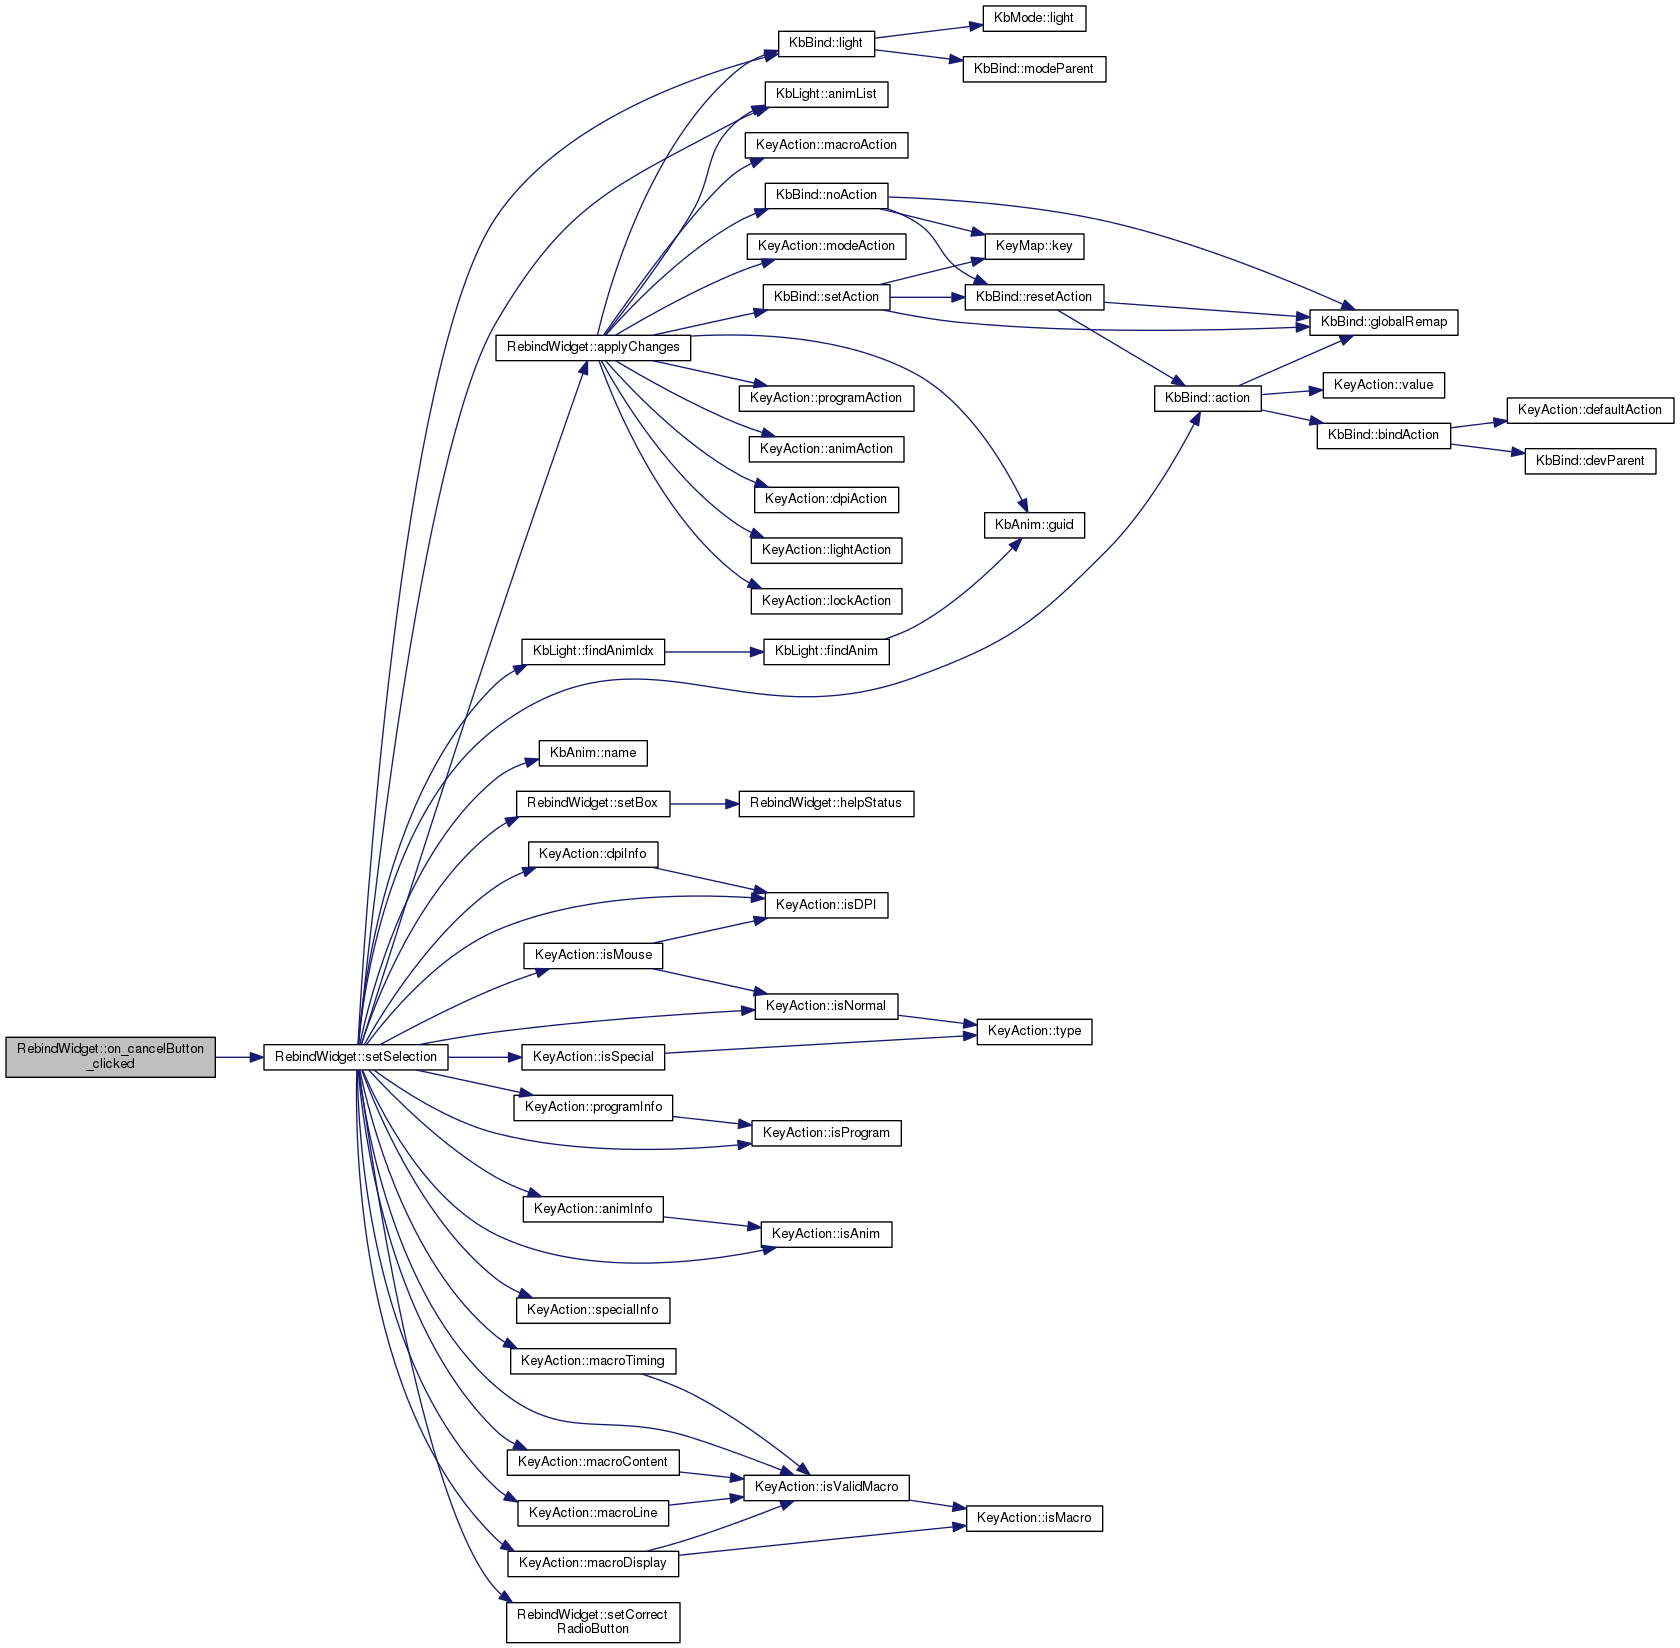 KbMode::light
KbBind::light
KbBind::modeParent
KbLight::animList
KeyAction::macroAction
KbBind::noAction
KeyAction::modeAction
KeyMap::key
KbBind::setAction
KbBind::resetAction
KbBind::globalRemap
RebindWidget::applyChanges
KeyAction::value
KeyAction::programAction
KbBind::action
KeyAction::defaultAction
KbBind::bindAction
KeyAction::animAction
KbBind::devParent
KeyAction::dpiAction
KbAnim::guid
KeyAction::lightAction
KeyAction::lockAction
KbLight::findAnimIdx
KbLight::findAnim
KbAnim::name
RebindWidget::setBox
RebindWidget::helpStatus
KeyAction::dpiInfo
KeyAction::isDPI
KeyAction::isMouse
KeyAction::isNormal
KeyAction::type
RebindWidget::on_cancelButton
_clicked
RebindWidget::setSelection
KeyAction::isSpecial
KeyAction::programInfo
KeyAction::isProgram
KeyAction::animInfo
KeyAction::isAnim
KeyAction::specialInfo
KeyAction::macroTiming
KeyAction::macroContent
KeyAction::isValidMacro
KeyAction::macroLine
KeyAction::isMacro
KeyAction::macroDisplay
RebindWidget::setCorrect
RadioButton